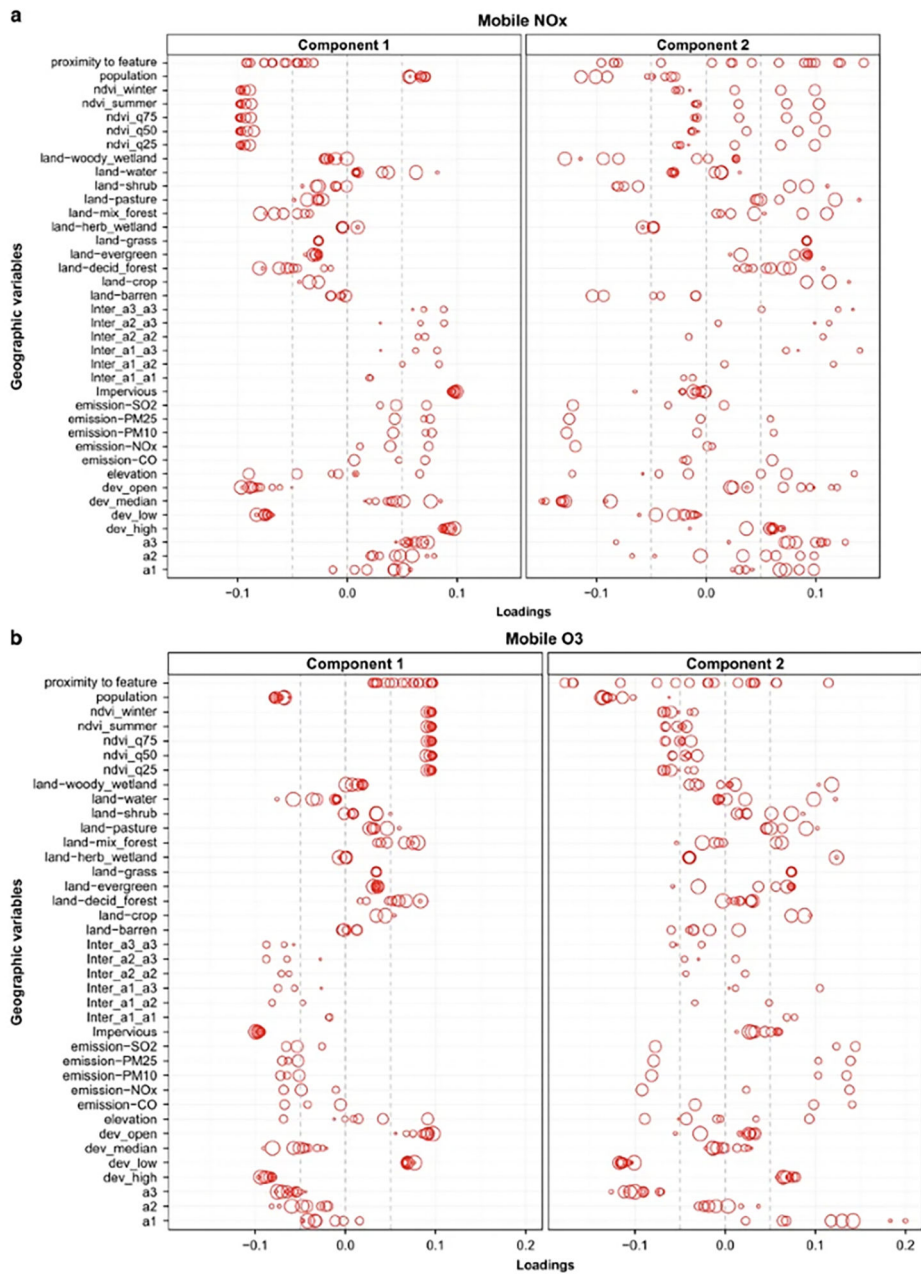 a
Mobile NOx
Component 1
Component 2
Geographic variables
proximity to feature
population
ndvi_winter
ndvi_summer
ndvi_q75
ndvi_q50
ndvi_q25
land-woody_wetland
land-water
land-shrub
land-pasture
land-mix_forest
land-herb_wetland
land-grass
land-evergreen
land-decid_forest
land-crop
land-barren
Inter_a3_a3
Inter_a2_a3
Inter_a2_a2
Inter_a1_a3
Inter_a1_a2
Inter_a1_a1
Impervious
emission-SO2
emission-PM25
emission-PM10
emission-NOx
emission-CO
elevation
dev_open
dev_median
dev_low
dev_high
a3
a2
a1
−0.1 0.0 0.1 −0.1 0.0 0.1
Loadings
b
Mobile O3
Component 1
Component 2
Geographic variables
proximity to feature
population
ndvi_winter
ndvi_summer
ndvi_q75
ndvi_q50
ndvi_q25
land-woody_wetland
land-water
land-shrub
land-pasture
land-mix_forest
land-herb_wetland
land-grass
land-evergreen
land-decid_forest
land-crop
land-barren
Inter_a3_a3
Inter_a2_a3
Inter_a2_a2
Inter_a1_a3
Inter_a1_a2
Inter_a1_a1
Impervious
emission-SO2
emission-PM25
emission-PM10
emission-NOx
emission-CO
elevation
dev_open
dev_median
dev_low
dev_high
a3
a2
a1
−0.1 0.0 0.1 0.2 −0.1 0.0 0.1 0.2
Loadings